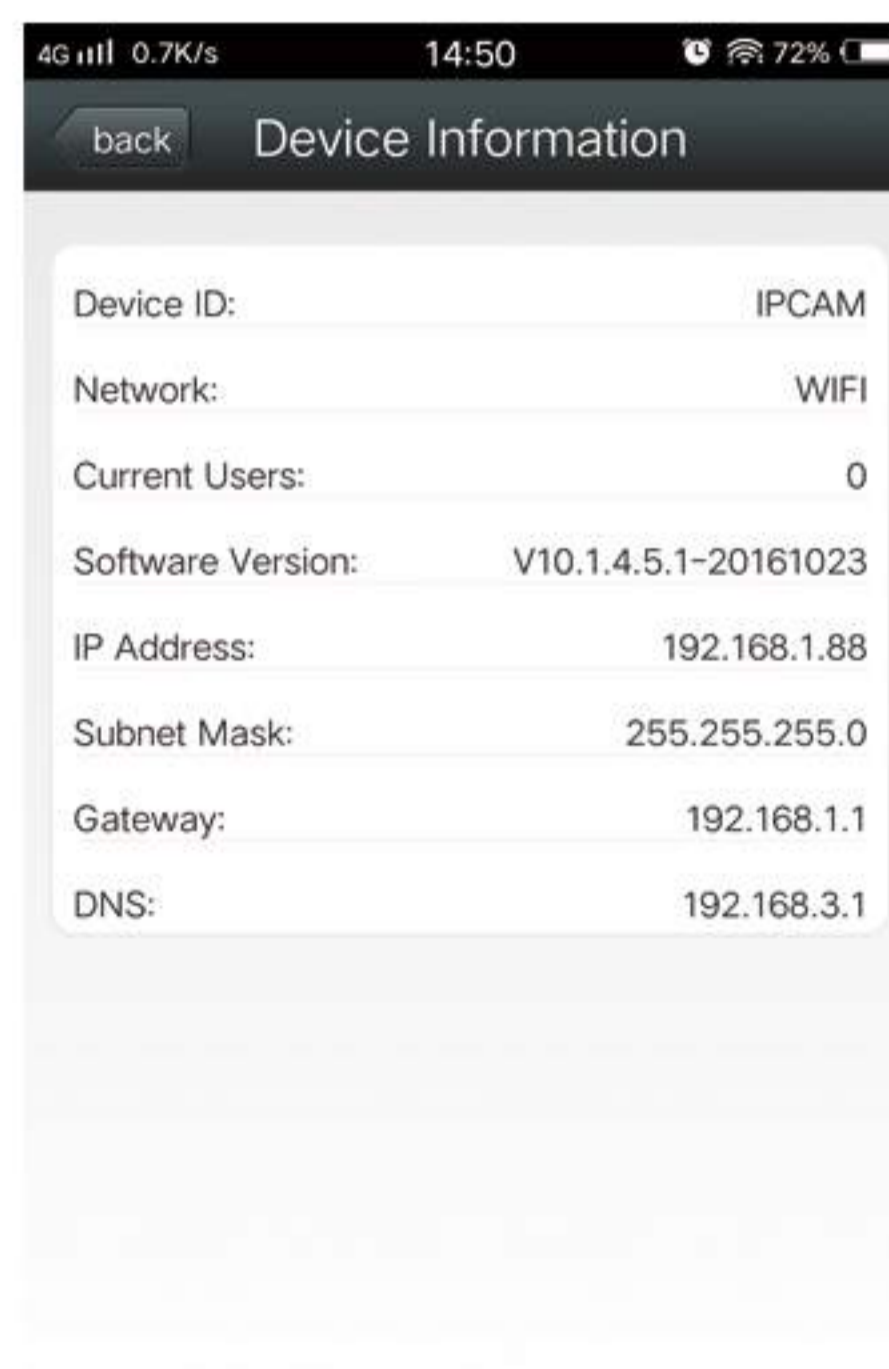 4G 0.7K/s 14:50 72%
back Device Information
Device ID: IPCAM
Network: WIFI
Current Users: 0
Software Version: V10.1.4.5.1-20161023
IP Address: 192.168.1.88
Subnet Mask: 255.255.255.0
Gateway: 192.168.1.1
DNS: 192.168.3.1